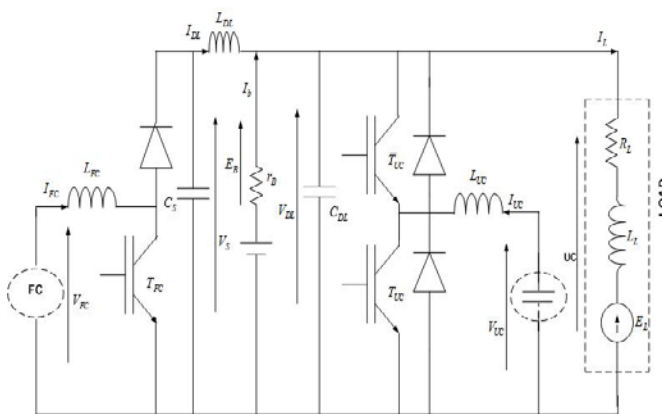 I_DL
L_DL
I_L
I_b
I_FC
L_FC
C_S
E_B
r_B
V_DL
C_DL
T_UC
L_UC
I_UC
R_L
UC
L_L
LOAD
FC
V_FC
T_FC
V_S
T_UC
V_UC
E_L